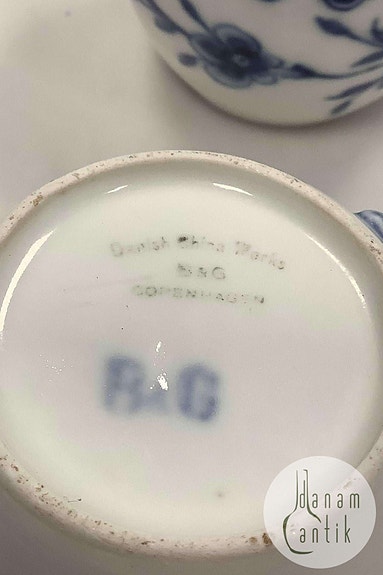 Danish China Works
B&G
COPENHAGEN
B&G
danam
antik